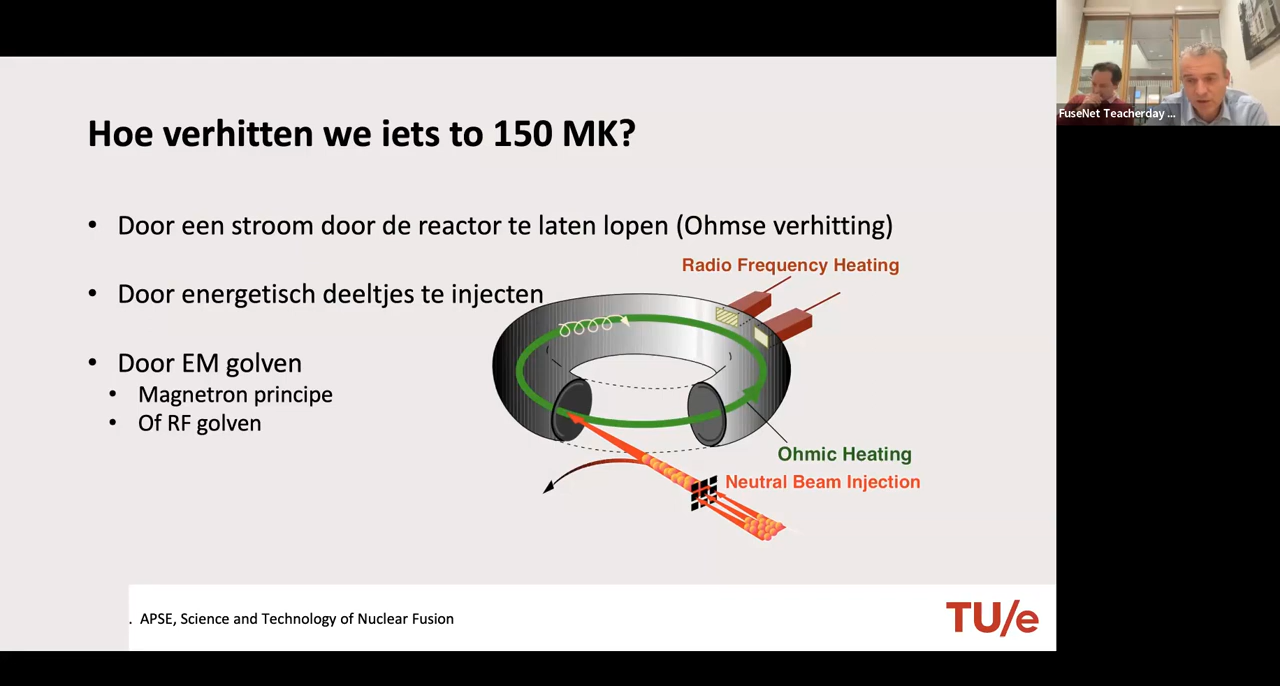 FuseNet Teacherday ...
Hoe verhitten we iets to 150 MK?
• Door een stroom door de reactor te laten lopen (Ohmse verhitting)
• Door energetisch deeltjes te injecten
• Door EM golven
• Magnetron principe
• Of RF golven
Radio Frequency Heating
Ohmic Heating
Neutral Beam Injection
. APSE, Science and Technology of Nuclear Fusion
TU/e